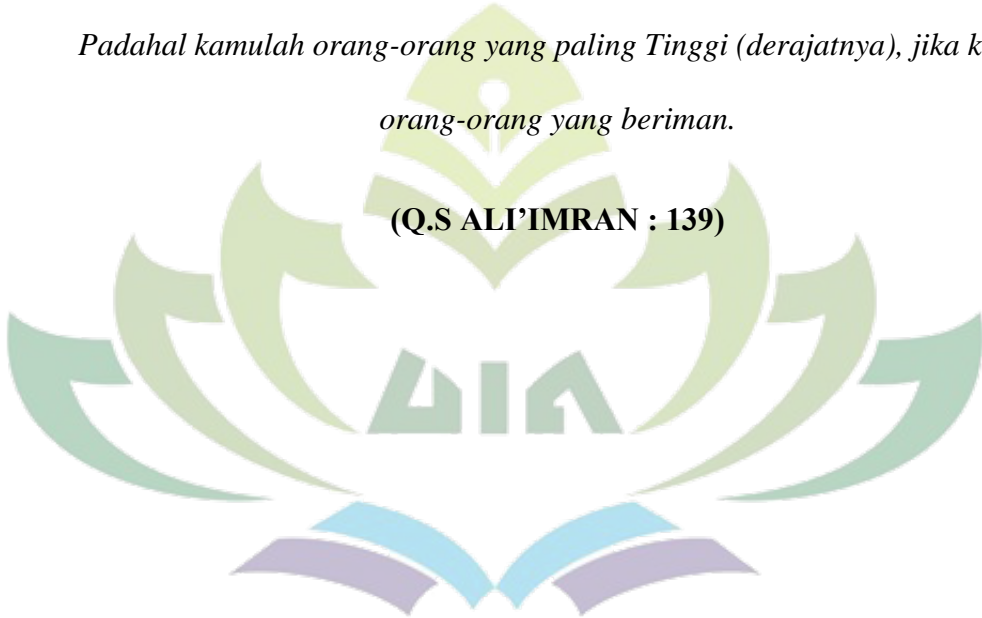 Padahal kamulah orang-orang yang paling Tinggi (derajatnya), jika k
orang-orang yang beriman.
(Q.S ALI’IMRAN : 139)
UIN